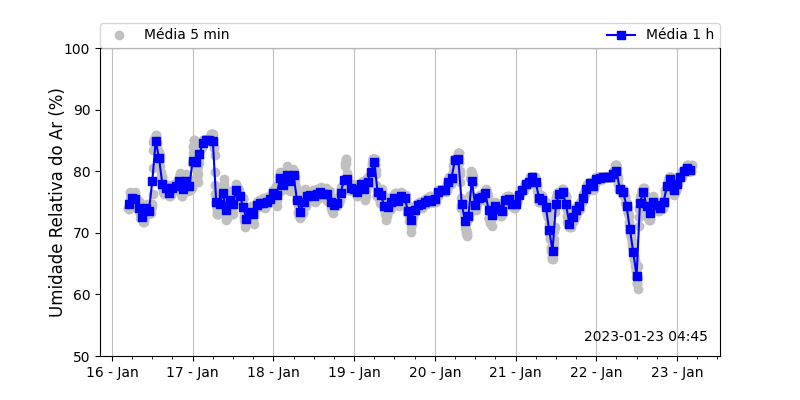 Média 5 min
Média 1 h
Umidade Relativa do Ar (%)
100
90
80
70
60
50
2023-01-23 04:45
16 - Jan
17 - Jan
18 - Jan
19 - Jan
20 - Jan
21 - Jan
22 - Jan
23 - Jan